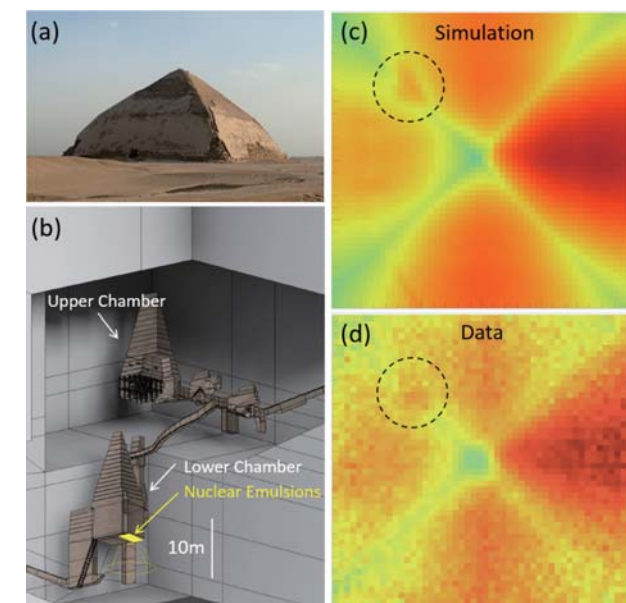 (a)
(b)
Upper Chamber
Lower Chamber
Nuclear Emulsions
10m
(c)
Simulation
(d)
Data